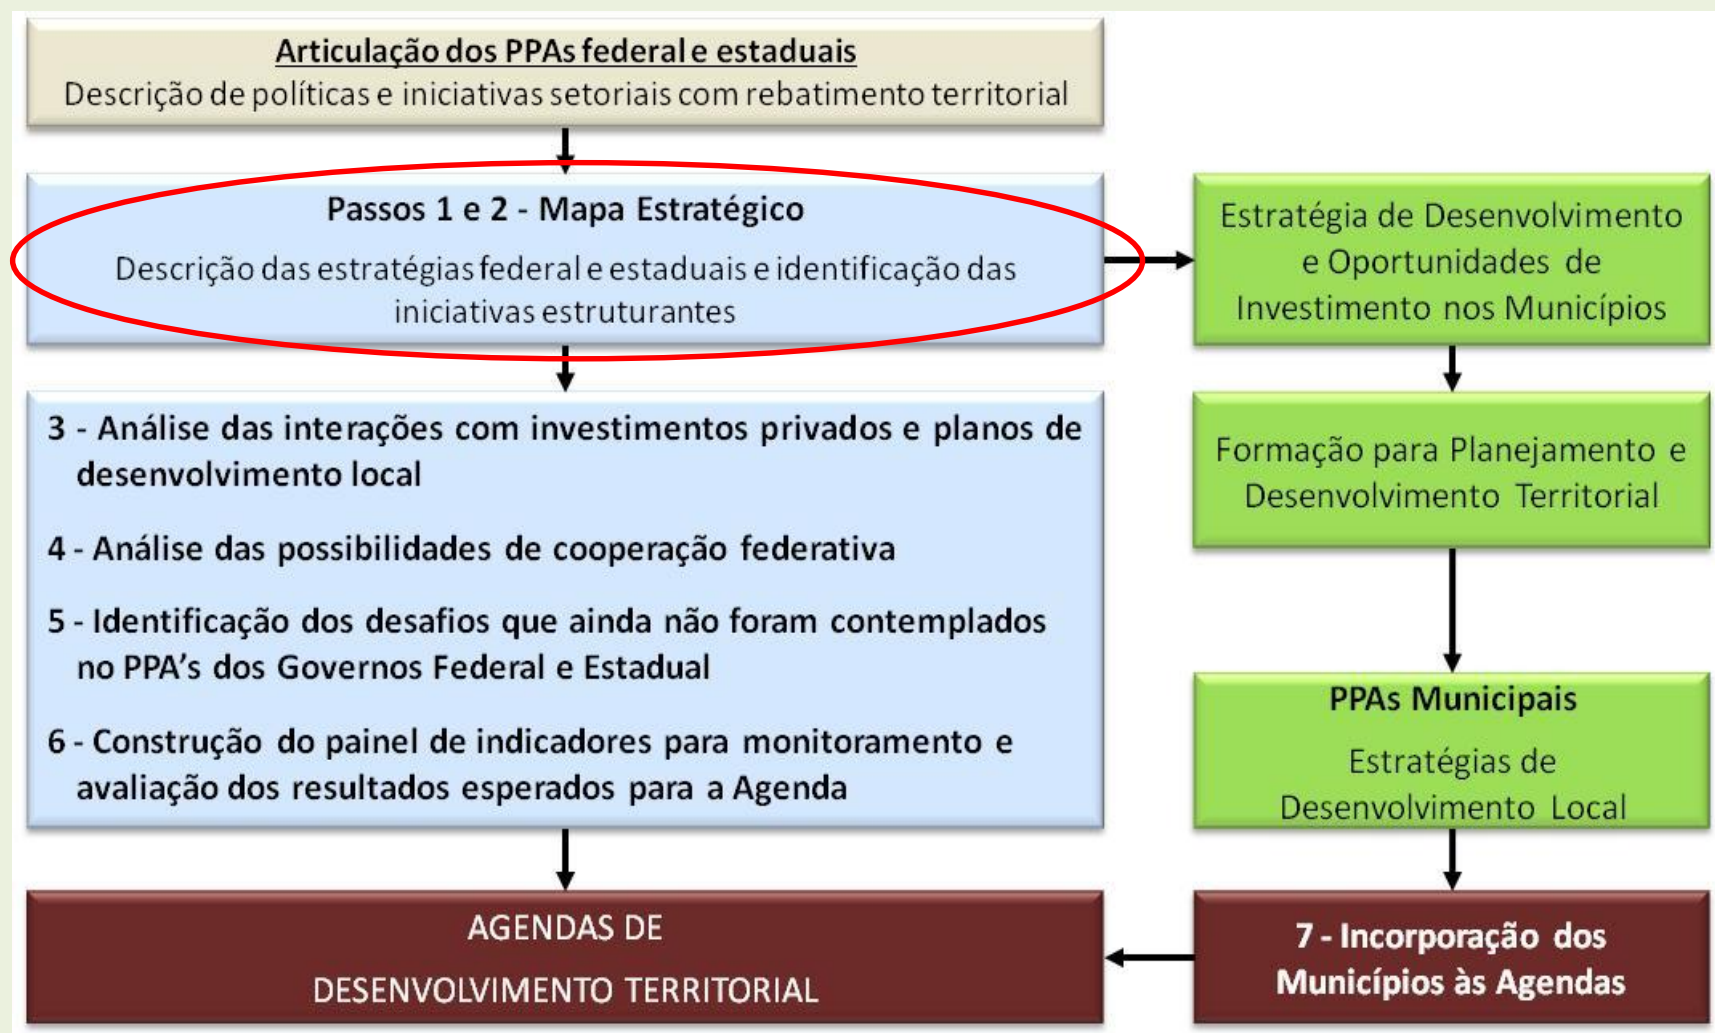 Articulação dos PPAs federal e estaduais
Descrição de políticas e iniciativas setoriais com rebatimento territorial
Passos 1 e 2 - Mapa Estratégico
Descrição das estratégias federal e estaduais e identificação das
iniciativas estruturantes
3 - Análise das interações com investimentos privados e planos de
desenvolvimento local
4 - Análise das possibilidades de cooperação federativa
5 - Identificação dos desafios que ainda não foram contemplados
no PPA’s dos Governos Federal e Estadual
6 - Construção do painel de indicadores para monitoramento e
avaliação dos resultados esperados para a Agenda
AGENDAS DE
DESENVOLVIMENTO TERRITORIAL
Estratégia de Desenvolvimento
e Oportunidades de
Investimento nos Municípios
Formação para Planejamento e
Desenvolvimento Territorial
PPAs Municipais
Estratégias de
Desenvolvimento Local
7 - Incorporação dos
Municípios às Agendas